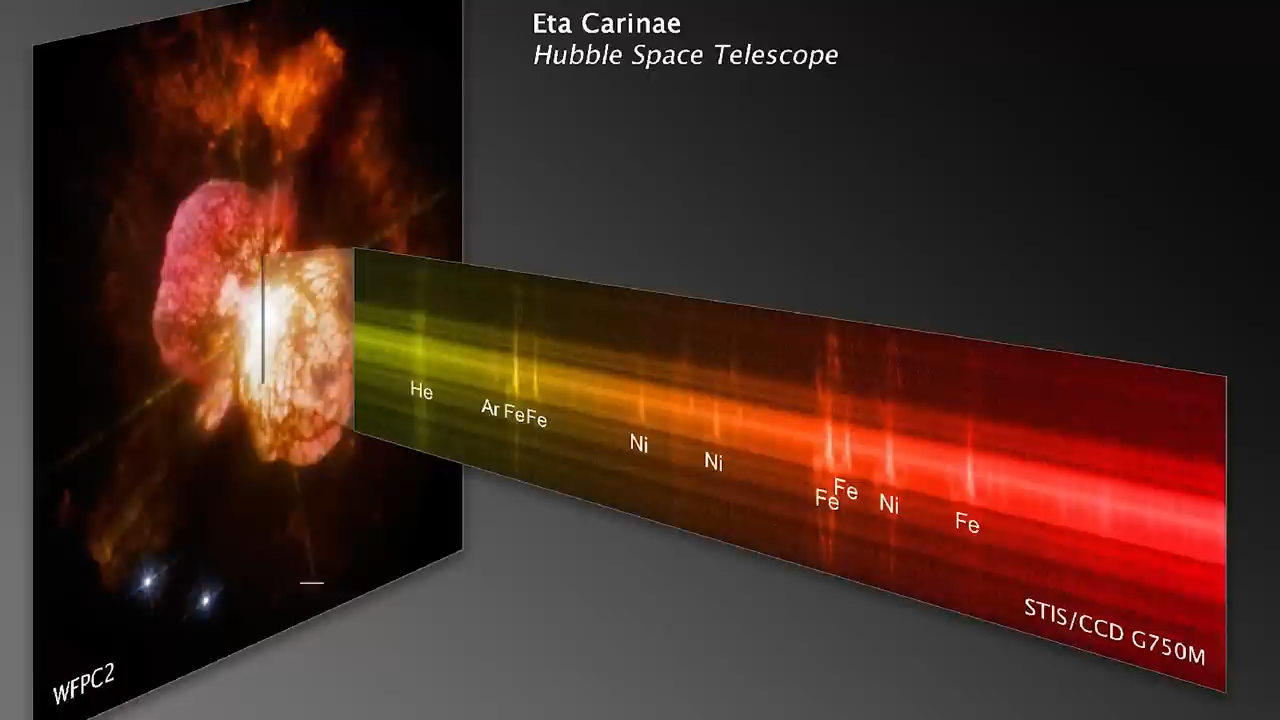 Eta Carinae
Hubble Space Telescope
He
Ar Fe Fe
Ni
Ni
Fe
Fe
Ni
Fe
STIS/CCD G750M
WFPC2